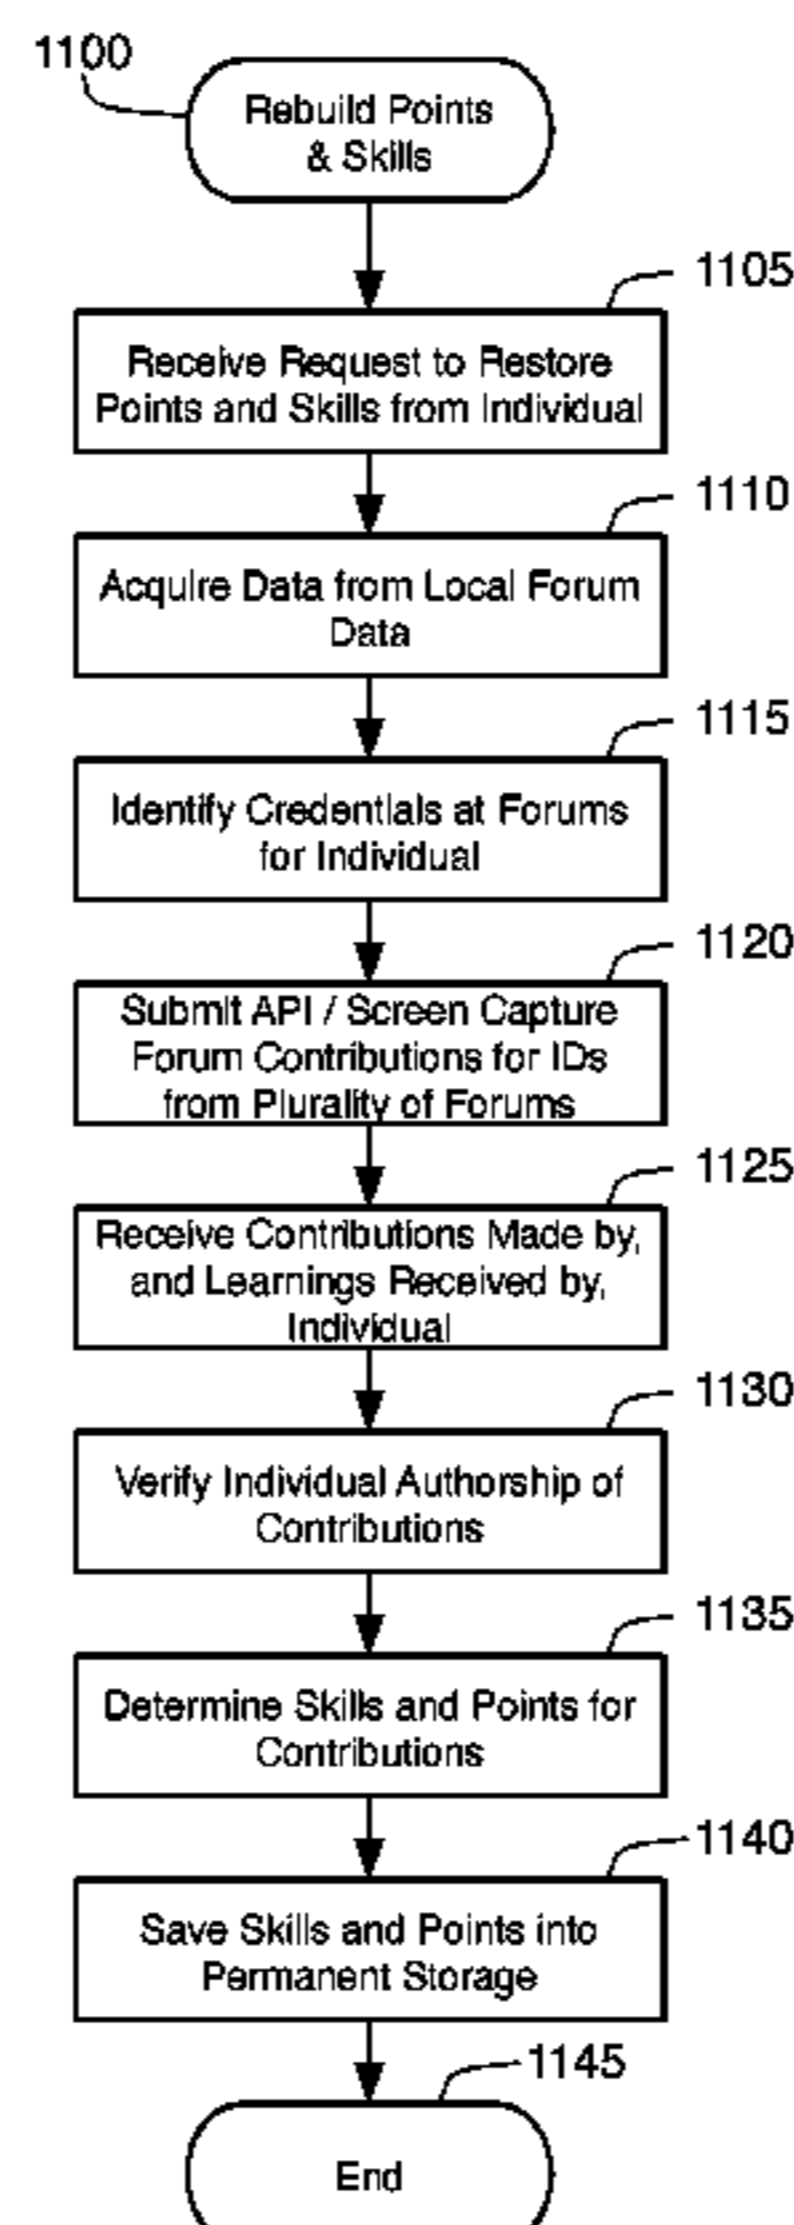 1100
Rebuild Points
& Skills
1105
Receive Request to Restore
Points and Skills from Individual
1110
Acquire Data from Local Forum
Data
1115
Identify Credentials at Forums
for Individual
1120
Submit API / Screen Capture
Forum Contributions for IDs
from Plurality of Forums
1125
Receive Contributions Made by,
and Learnings Received by,
Individual
1130
Verify Individual Authorship of
Contributions
1135
Determine Skills and Points for
Contributions
1140
Save Skills and Points into
Permanent Storage
1145
End